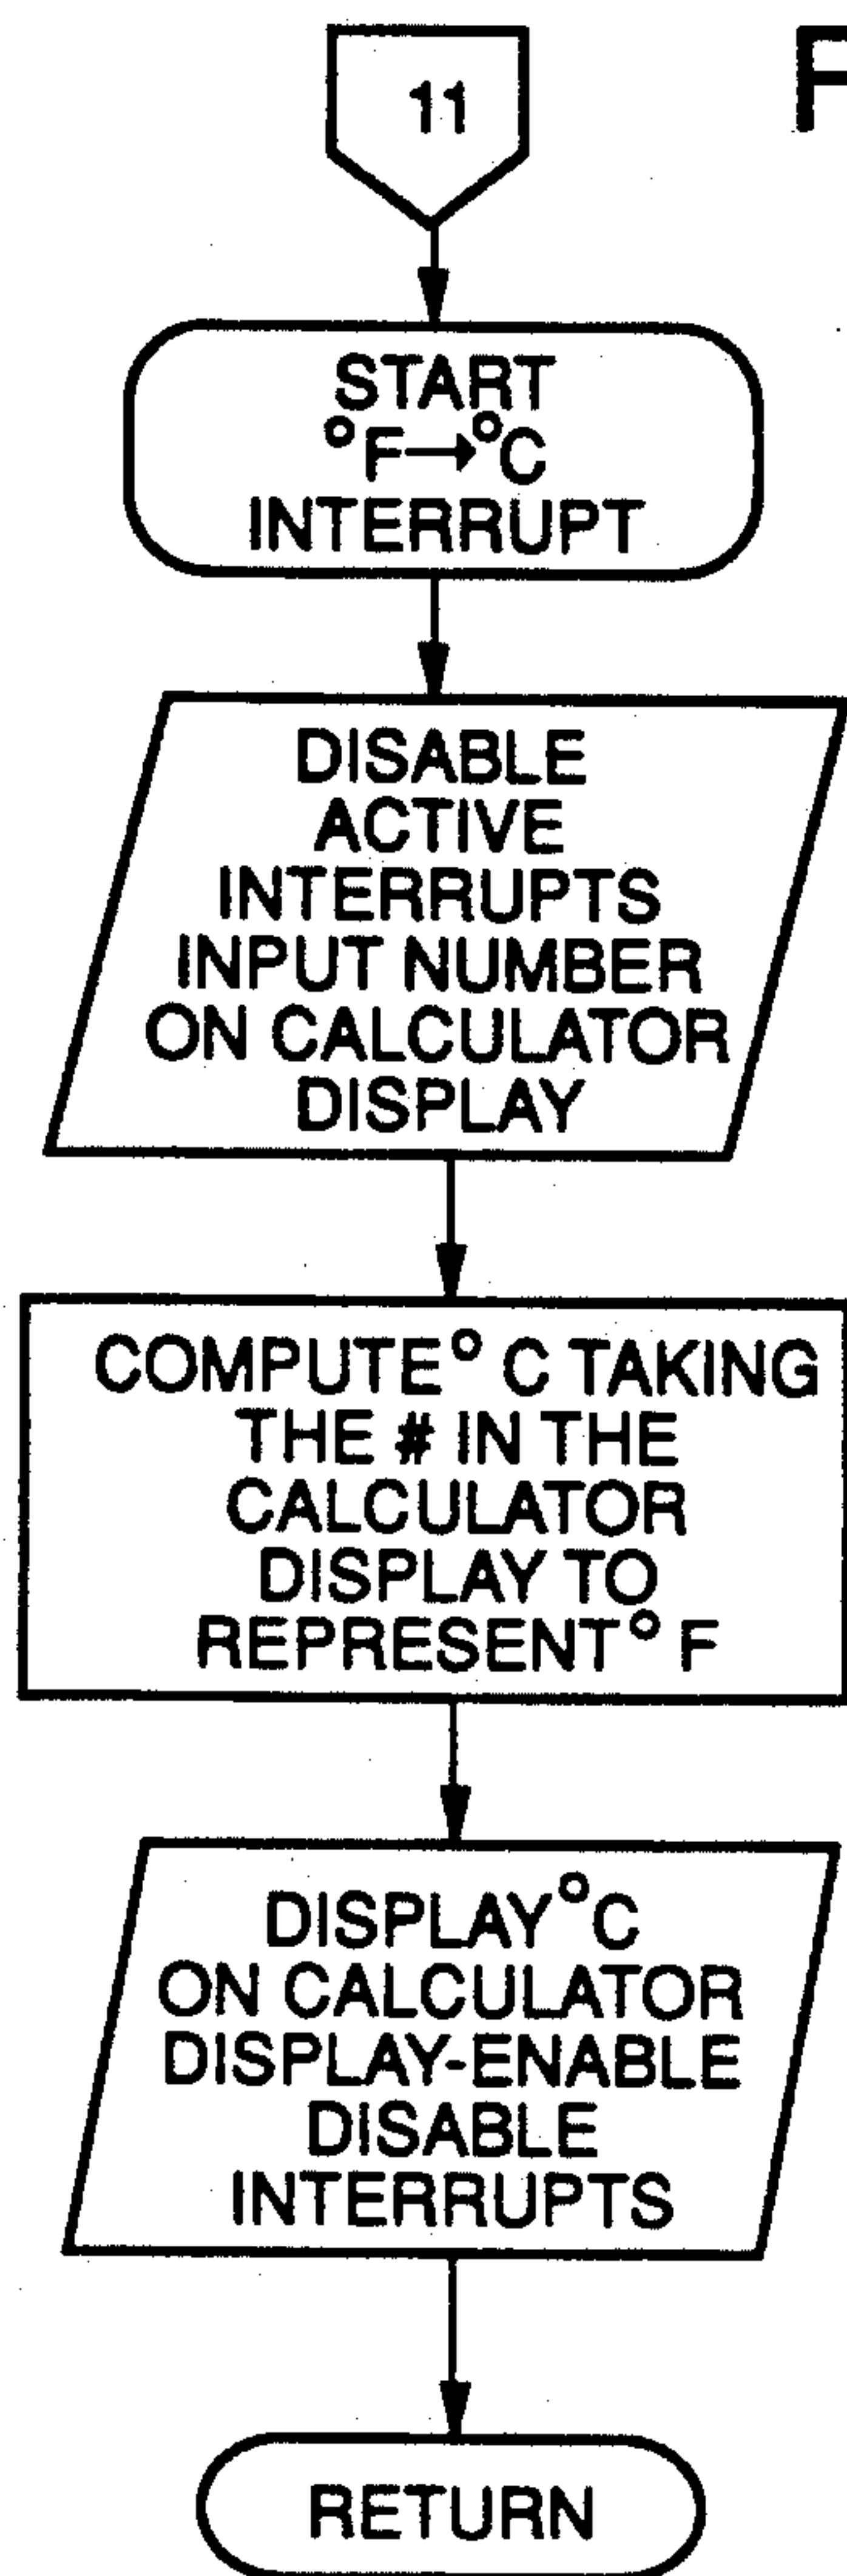 11
START
°F→°C
INTERRUPT
DISABLE
ACTIVE
INTERRUPTS
INPUT NUMBER
ON CALCULATOR
DISPLAY
COMPUTE° C TAKING
THE # IN THE
CALCULATOR
DISPLAY TO
REPRESENT° F
DISPLAY°C
ON CALCULATOR
DISPLAY-ENABLE
DISABLE
INTERRUPTS
RETURN